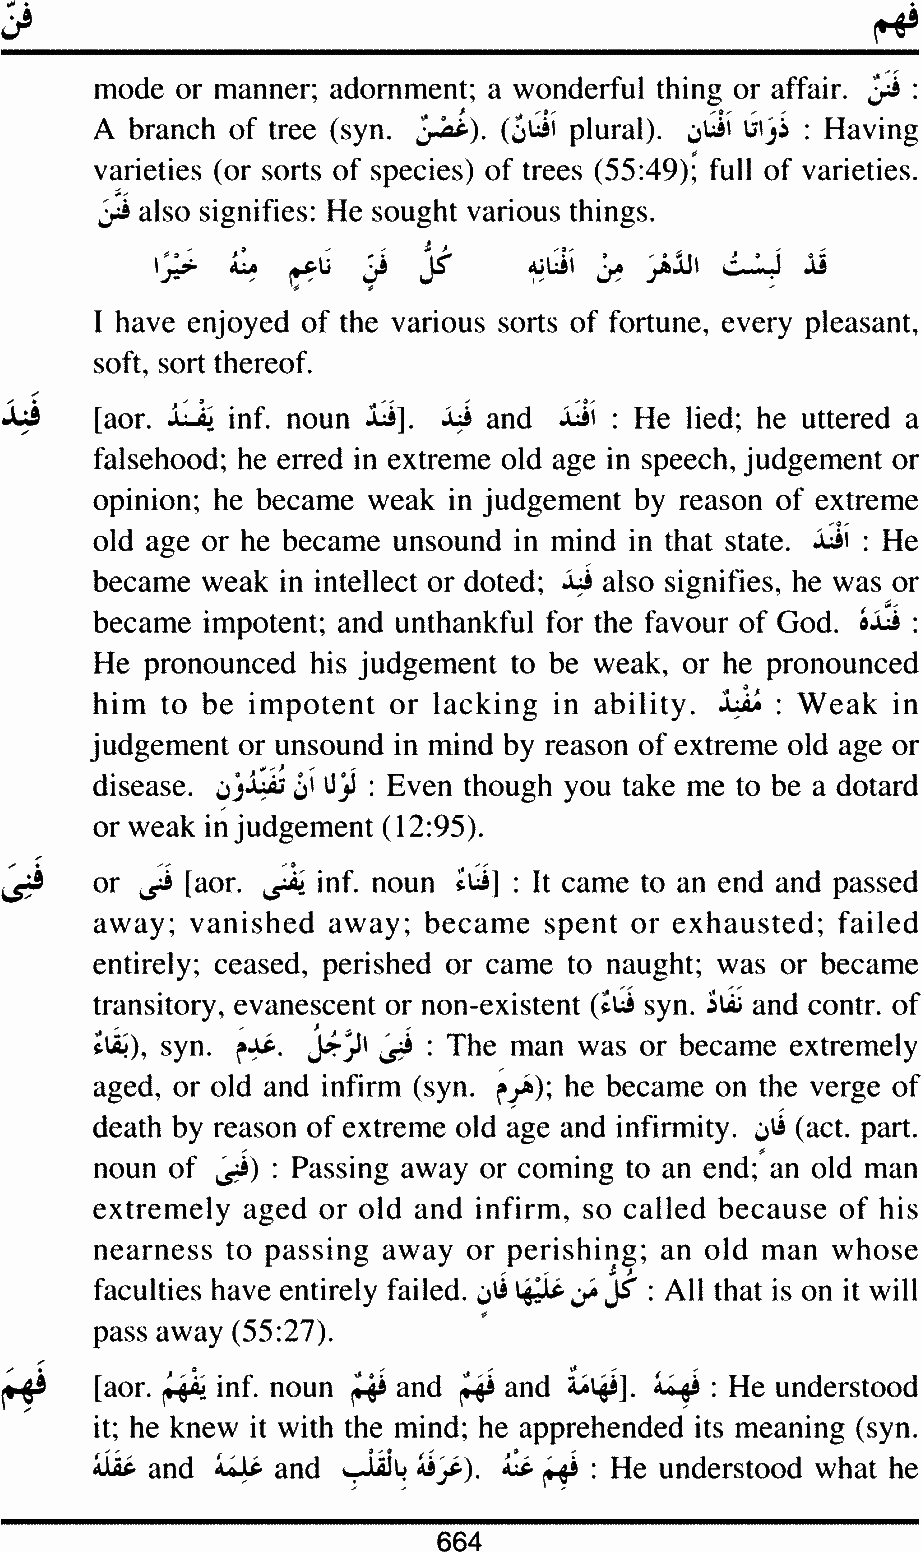 فنّ فهم
mode or manner; adornment; a wonderful thing or affair. فَنَنٌ :
A branch of tree (syn. غُصْنٌ). (اَفْنَانٌ plural). ذَوَاتَا اَفْنَانٍ : Having
varieties (or sorts of species) of trees (55:49); full of varieties.
فَنَّنَ also signifies: He sought various things.
قَدْ لَبِسْتُ الدَّهْرَ مِنْ اَفْنَانِهِ كُلَّ فَنٍّ نَاعِمٍ مِنْهُ خَيْرًا
I have enjoyed of the various sorts of fortune, every pleasant,
soft, sort thereof.
فَنِدَ [aor. يَفْنَدُ inf. noun فَنَدٌ]. فَنِدَ and اَفْنَدَ : He lied; he uttered a
falsehood; he erred in extreme old age in speech, judgement or
opinion; he became weak in judgement by reason of extreme
old age or he became unsound in mind in that state. اَفْنَدَ : He
became weak in intellect or doted; فَنِدَ also signifies, he was or
became impotent; and unthankful for the favour of God. فَنَّدَهُ :
He pronounced his judgement to be weak, or he pronounced
him to be impotent or lacking in ability. مُفْنِدٌ : Weak in
judgement or unsound in mind by reason of extreme old age or
disease. لَوْلَا اَنْ تُفَنِّدُوْنِ : Even though you take me to be a dotard
or weak in judgement (12:95).
فَنِىَ or فَنَى [aor. يَفْنَى inf. noun فَنَاءٌ] : It came to an end and passed
away; vanished away; became spent or exhausted; failed
entirely; ceased, perished or came to naught; was or became
transitory, evanescent or non-existent (فَنَاءٌ syn. نَفَادٌ and contr. of
بَقَاءٌ), syn. عَدِمَ. فَنِىَ الرَّجُلُ : The man was or became extremely
aged, or old and infirm (syn. هَرِمَ); he became on the verge of
death by reason of extreme old age and infirmity. فَانٍ (act. part.
noun of فَنِىَ) : Passing away or coming to an end; an old man
extremely aged or old and infirm, so called because of his
nearness to passing away or perishing; an old man whose
faculties have entirely failed. كُلُّ مَنْ عَلَيْهَا فَانٍ : All that is on it will
pass away (55:27).
فَهِمَ [aor. يَفْهَمُ inf. noun فَهْمٌ and فَهَمٌ and فَهَامَةٌ]. فَهِمَهُ : He understood
it; he knew it with the mind; he apprehended its meaning (syn.
عَقَلَهُ and عَلِمَهُ and عَرَفَهُ بِالْقَلْبِ). فَهِمَ عَنْهُ : He understood what he
664